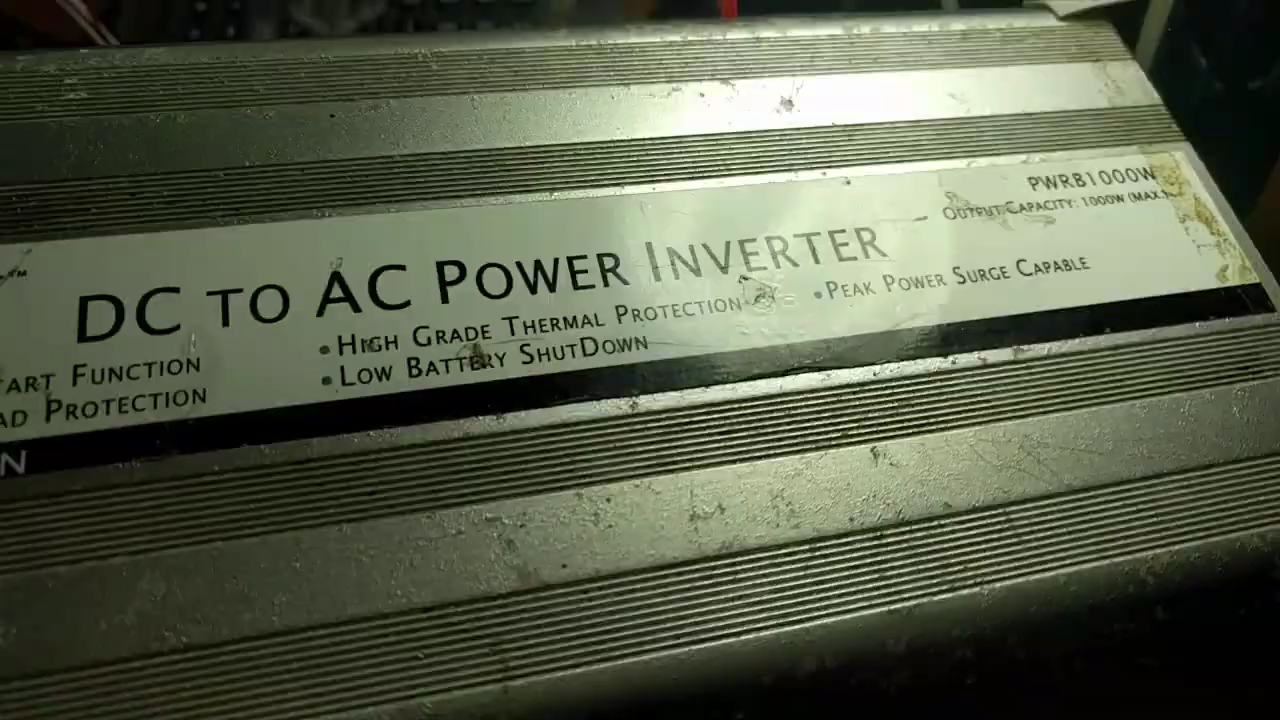 PWRB1000W
OUTPUT CAPACITY: 1000W (MAX.)
™
DC TO AC POWER INVERTER
ART FUNCTION
AD PROTECTION
• HIGH GRADE THERMAL PROTECTION
• LOW BATTERY SHUTDOWN
• PEAK POWER SURGE CAPABLE
N